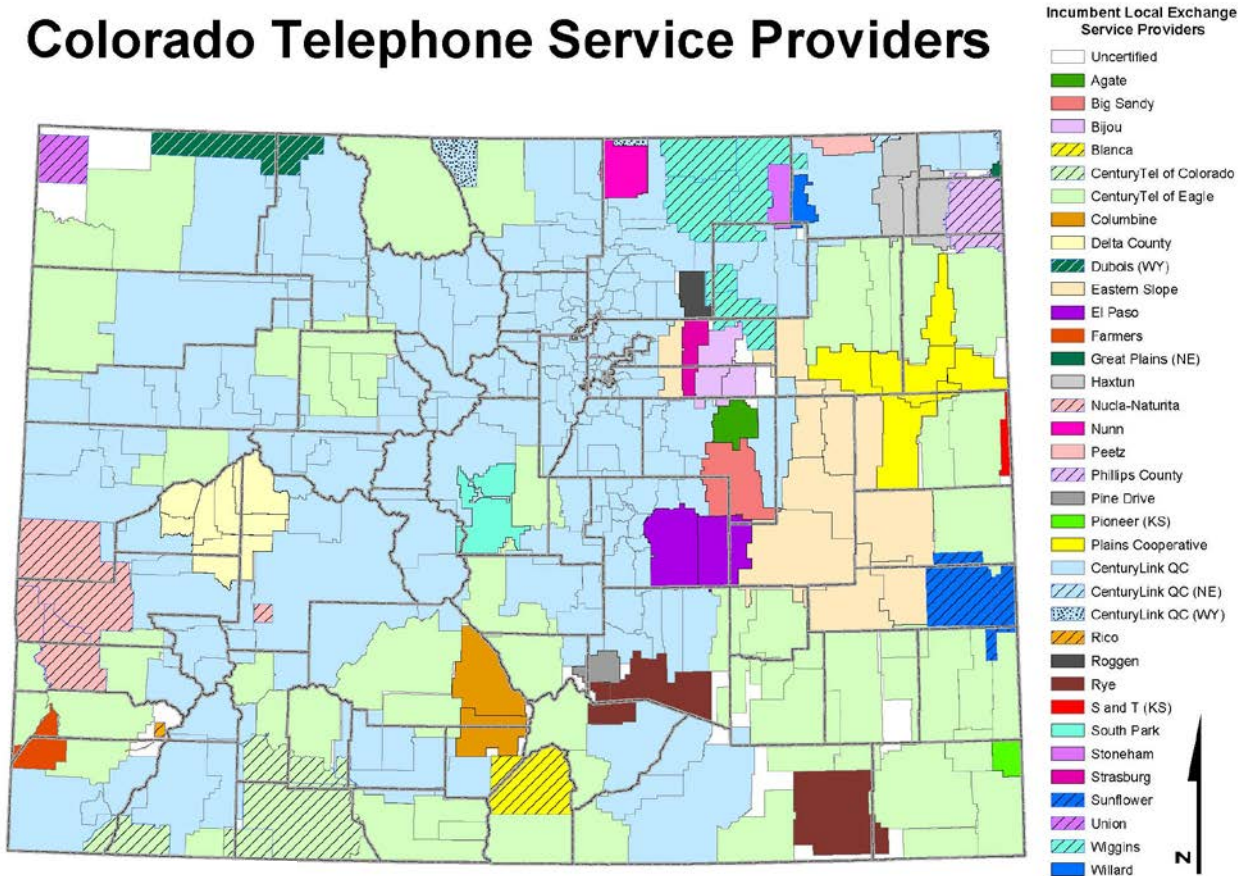 Colorado Telephone Service Providers
Incumbent Local Exchange
Service Providers
Uncertified
Agate
Big Sandy
Bijou
Blanca
CenturyTel of Colorado
CenturyTel of Eagle
Columbine
Delta County
Dubois (WY)
Eastern Slope
El Paso
Farmers
Great Plains (NE)
Haxtun
Nucla-Naturita
Nunn
Peetz
Phillips County
Pine Drive
Pioneer (KS)
Plains Cooperative
CenturyLink QC
CenturyLink QC (NE)
CenturyLink QC (WY)
Rico
Roggen
Rye
S and T (KS)
South Park
Stoneham
Strasburg
Sunflower
Union
Wiggins
Willard
N